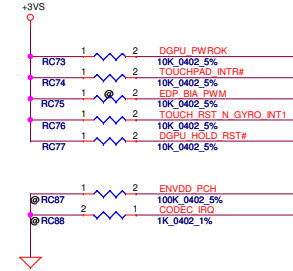 +3VS
1 2 DGPU_PWROK
RC73 10K_0402_5%
1 2 TOUCHPAD_INTR#
RC74 10K_0402_5%
1 @ 2 EDP_BIA_PWM
RC75 10K_0402_5%
1 2 TOUCH_RST_N_GYRO_INT1
RC76 10K_0402_5%
1 2 DGPU_HOLD_RST#
RC77 10K_0402_5%
1 2 ENVDD_PCH
@ RC87 100K_0402_5%
2 1 CODEC_IRQ
@ RC88 1K_0402_1%